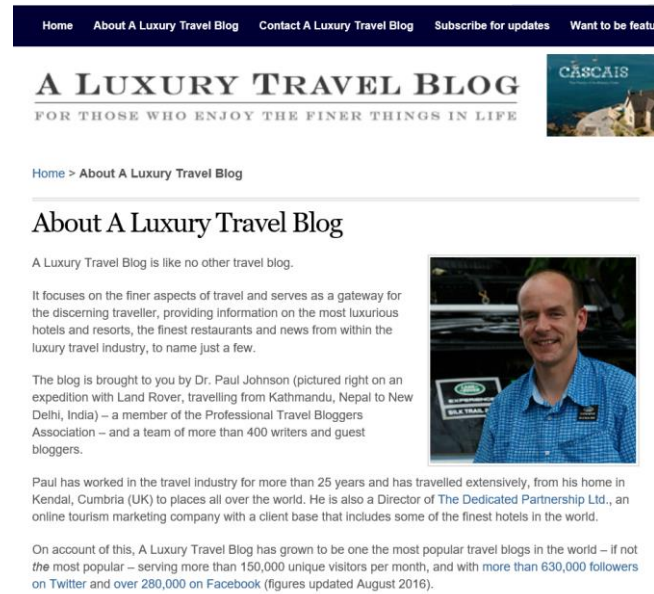 Home About A Luxury Travel Blog Contact A Luxury Travel Blog Subscribe for updates Want to be featu
A LUXURY TRAVEL BLOG
FOR THOSE WHO ENJOY THE FINER THINGS IN LIFE
CASCAIS
Home > About A Luxury Travel Blog
About A Luxury Travel Blog
A Luxury Travel Blog is like no other travel blog.
It focuses on the finer aspects of travel and serves as a gateway for
the discerning traveller, providing information on the most luxurious
hotels and resorts, the finest restaurants and news from within the
luxury travel industry, to name just a few.
The blog is brought to you by Dr. Paul Johnson (pictured right on an
expedition with Land Rover, travelling from Kathmandu, Nepal to New
Delhi, India) – a member of the Professional Travel Bloggers
Association – and a team of more than 400 writers and guest
bloggers.
EXPERIENCE
SILK TRAIL
Paul has worked in the travel industry for more than 25 years and has travelled extensively, from his home in
Kendal, Cumbria (UK) to places all over the world. He is also a Director of The Dedicated Partnership Ltd., an
online tourism marketing company with a client base that includes some of the finest hotels in the world.
On account of this, A Luxury Travel Blog has grown to be one the most popular travel blogs in the world – if not
the most popular – serving more than 150,000 unique visitors per month, and with more than 630,000 followers
on Twitter and over 280,000 on Facebook (figures updated August 2016).